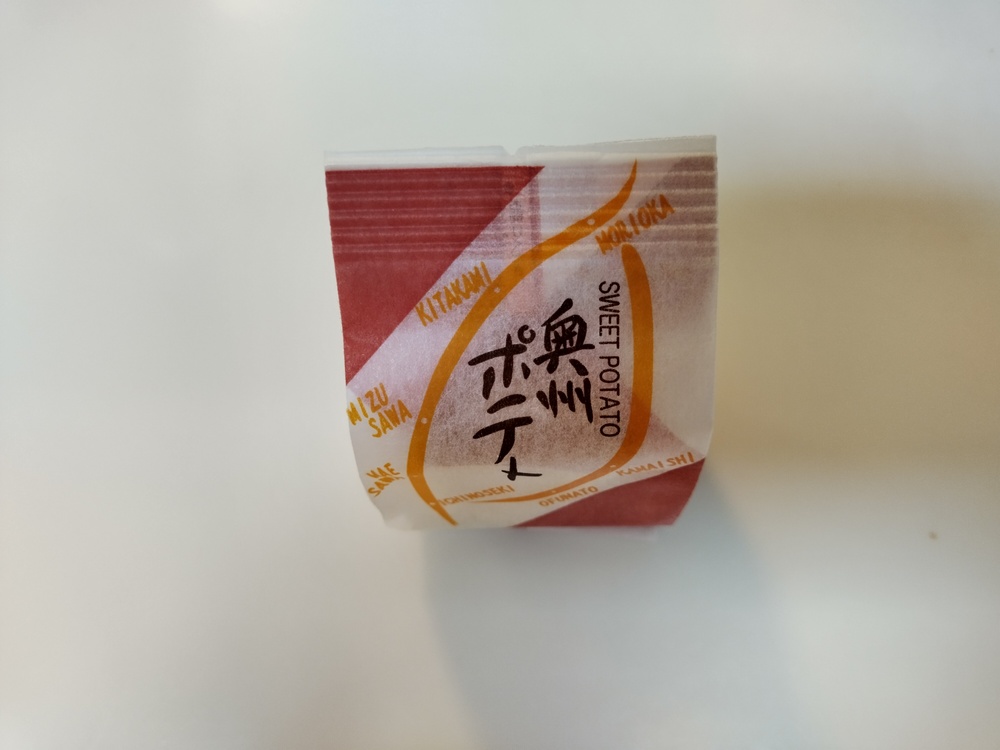 MORIOKA
KITAKAMI
SWEET POTATO
奥州
ポテト
MIZU
SAWA
MAE
SAWA
ICHINOSEKI
OFUNATO
KAMAISHI